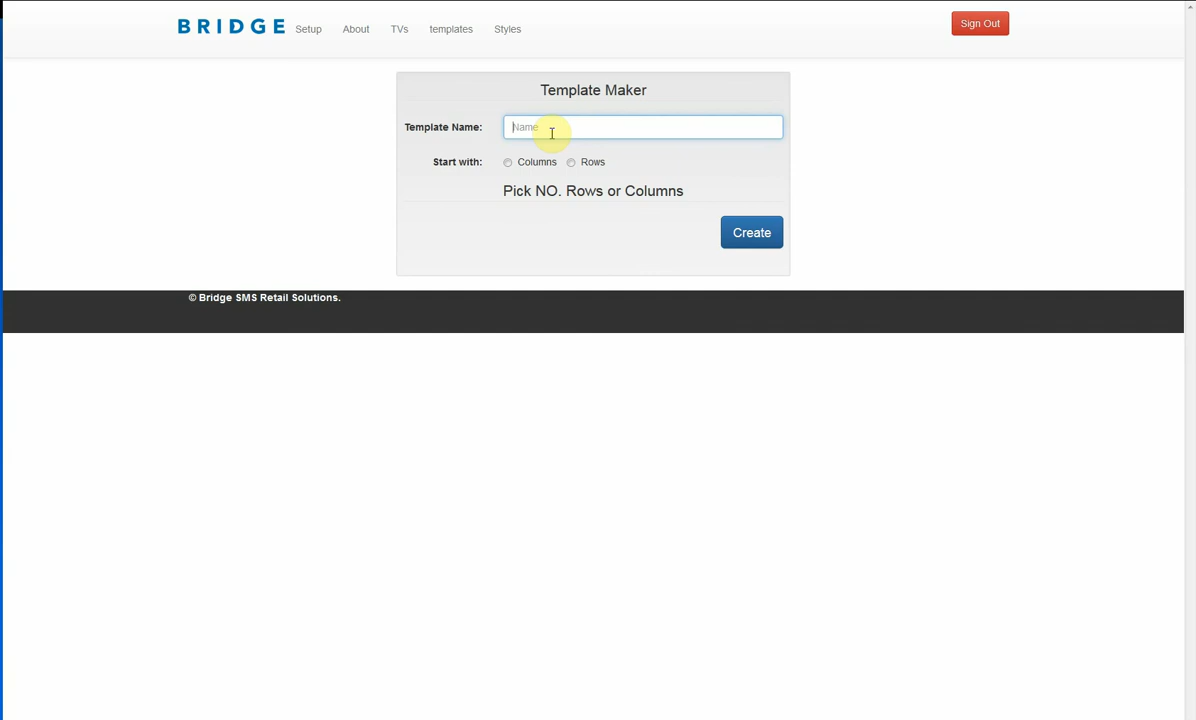 BRIDGE Setup About TVs templates Styles Sign Out
Template Maker
Template Name: Name
Start with: Columns Rows
Pick NO. Rows or Columns
Create
© Bridge SMS Retail Solutions.